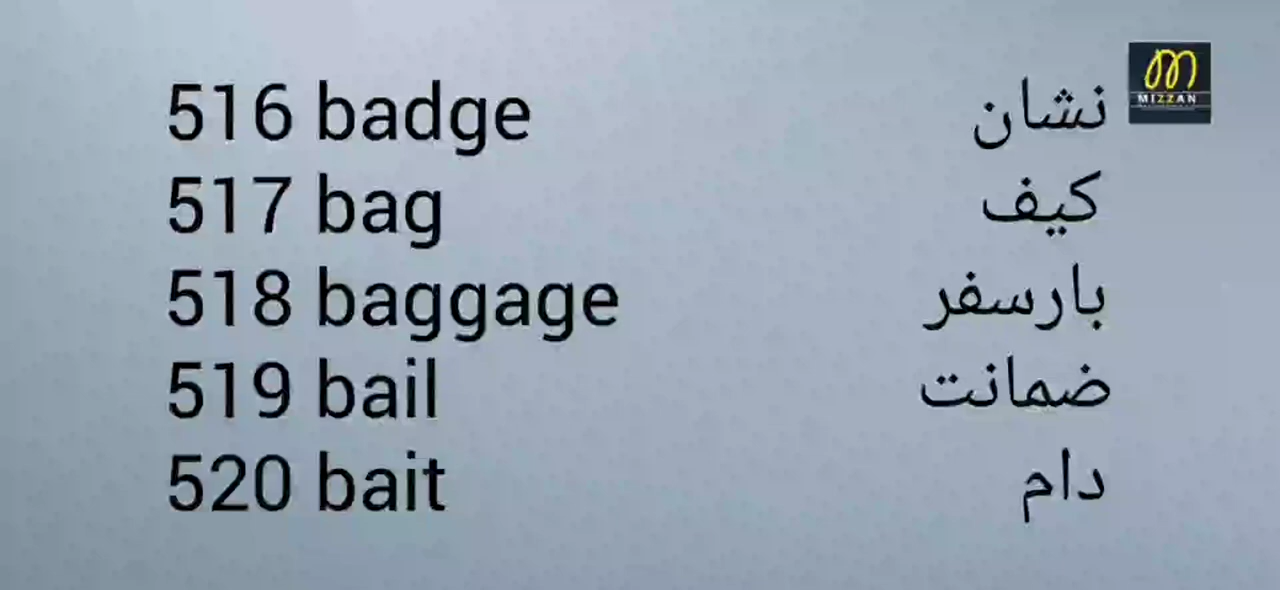 516 badge نشان
517 bag کیف
518 baggage بارسفر
519 bail ضمانت
520 bait دام
MIZZAN